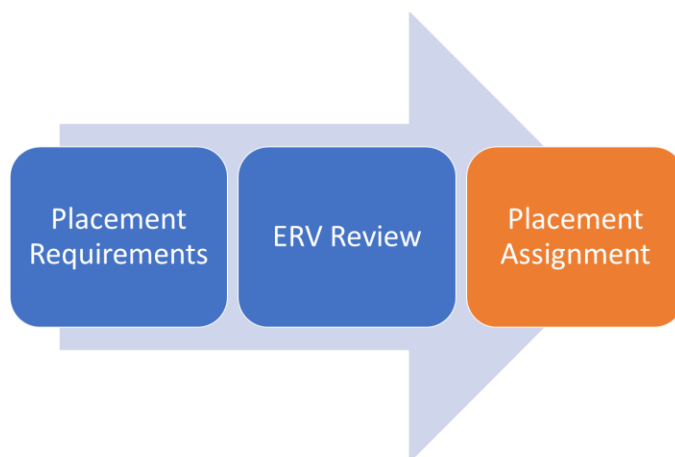 Placement
Requirements
ERV Review
Placement
Assignment